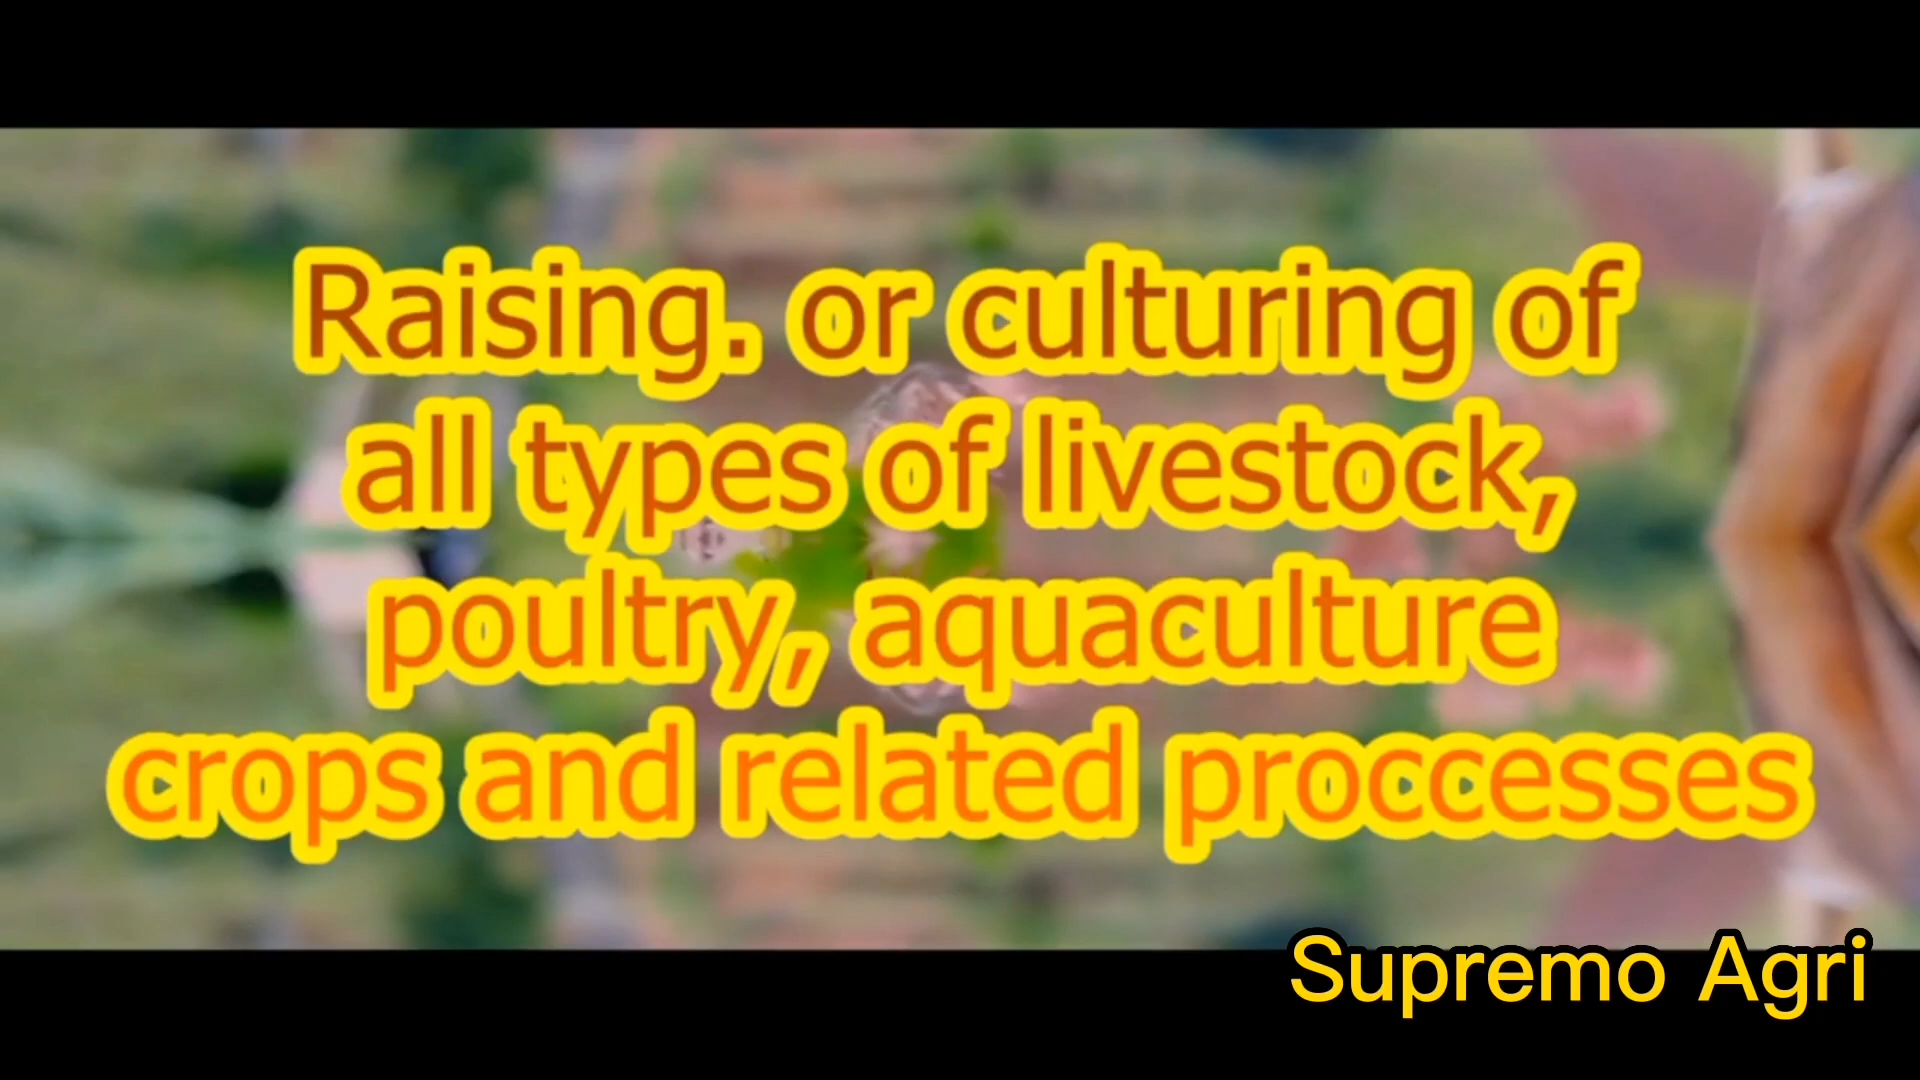 Raising. or culturing of
all types of livestock,
poultry, aquaculture
crops and related proccesses
Supremo Agri